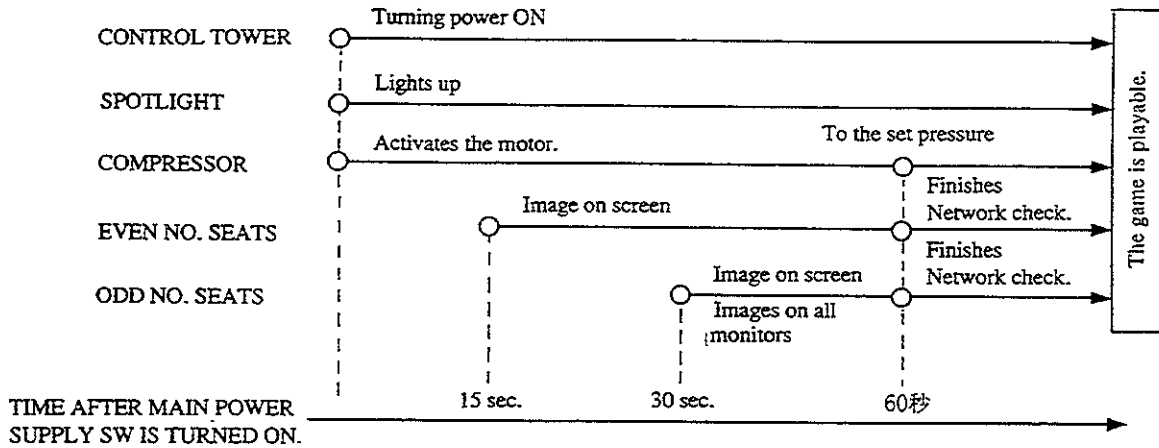 Turning power ON
CONTROL TOWER
Lights up
SPOTLIGHT
To the set pressure
Activates the motor.
COMPRESSOR
Finishes
Network check.
Image on screen
EVEN NO. SEATS
Finishes
Network check.
Image on screen
ODD NO. SEATS
Images on all
monitors
The game is playable.
15 sec.
30 sec.
60秒
TIME AFTER MAIN POWER
SUPPLY SW IS TURNED ON.